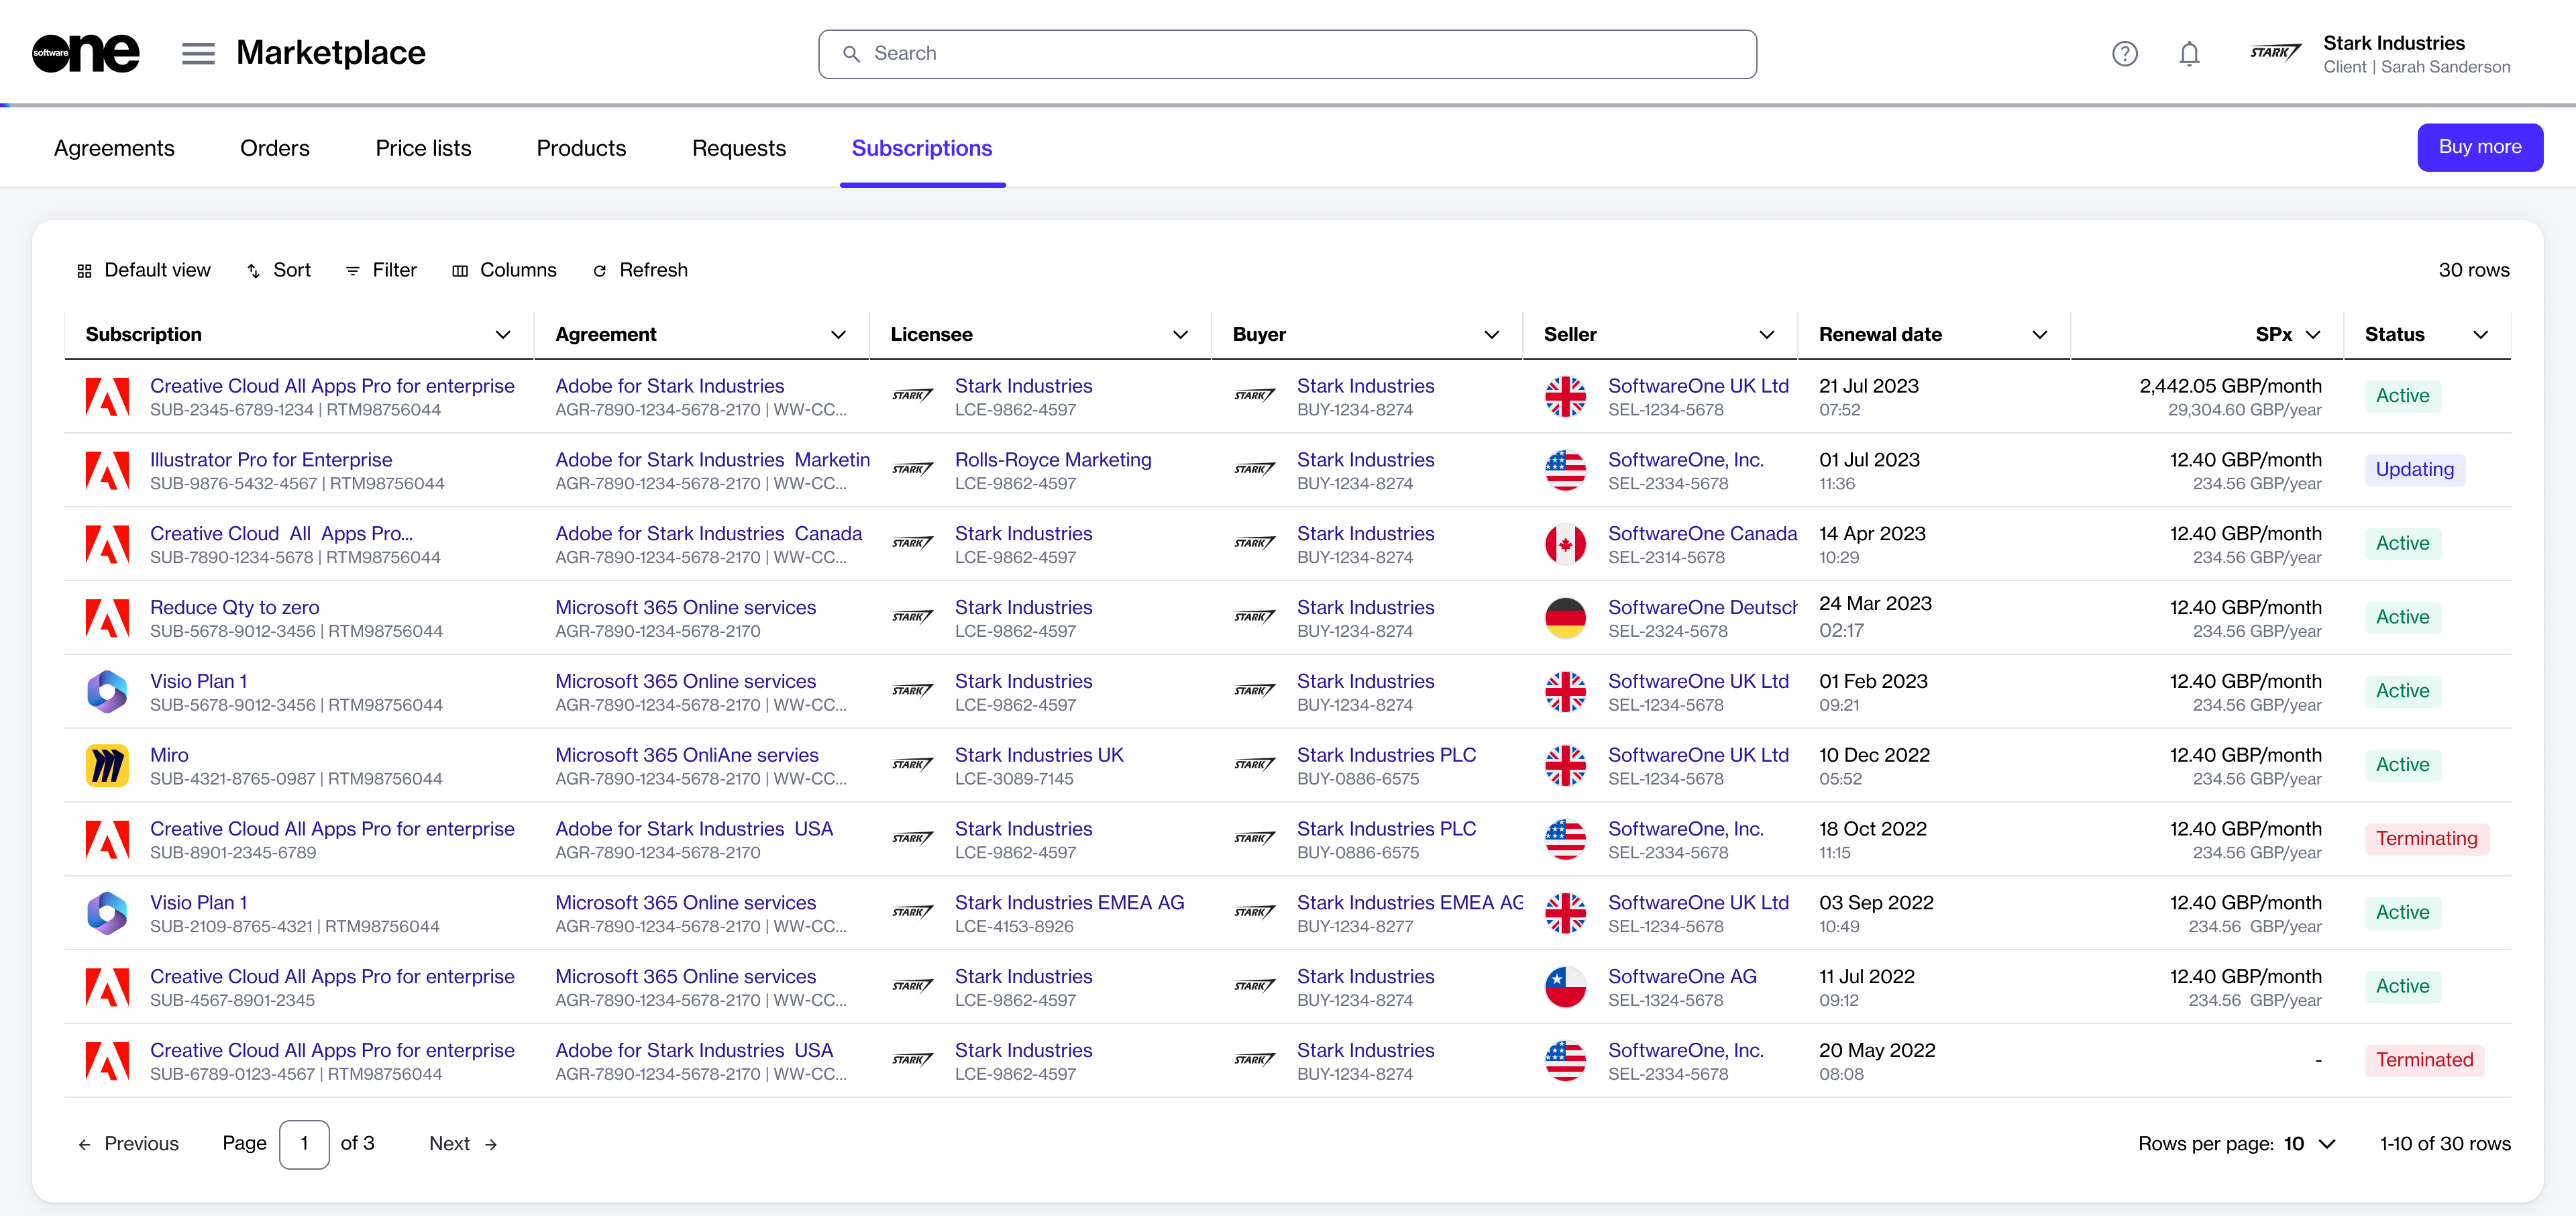 software one
Marketplace
Search
STARK
Stark Industries
Client | Sarah Sanderson
Agreements Orders Price lists Products Requests Subscriptions
Buy more
Default view Sort Filter Columns Refresh
30 rows
Subscription Agreement Licensee Buyer Seller Renewal date SPx Status
Creative Cloud All Apps Pro for enterprise Adobe for Stark Industries STARK Stark Industries STARK Stark Industries SoftwareOne UK Ltd 21 Jul 2023 2,442.05 GBP/month Active
SUB-2345-6789-1234 | RTM98756044 AGR-7890-1234-5678-2170 | WW-CC... LCE-9862-4597 BUY-1234-8274 SEL-1234-5678 07:52 29,304.60 GBP/year
Illustrator Pro for Enterprise Adobe for Stark Industries Marketin STARK Rolls-Royce Marketing STARK Stark Industries SoftwareOne, Inc. 01 Jul 2023 12.40 GBP/month Updating
SUB-9876-5432-4567 | RTM98756044 AGR-7890-1234-5678-2170 | WW-CC... LCE-9862-4597 BUY-1234-8274 SEL-2334-5678 11:36 234.56 GBP/year
Creative Cloud All Apps Pro... Adobe for Stark Industries Canada STARK Stark Industries STARK Stark Industries SoftwareOne Canada 14 Apr 2023 12.40 GBP/month Active
SUB-7890-1234-5678 | RTM98756044 AGR-7890-1234-5678-2170 | WW-CC... LCE-9862-4597 BUY-1234-8274 SEL-2314-5678 10:29 234.56 GBP/year
Reduce Qty to zero Microsoft 365 Online services STARK Stark Industries STARK Stark Industries SoftwareOne Deutsch 24 Mar 2023 12.40 GBP/month Active
SUB-5678-9012-3456 | RTM98756044 AGR-7890-1234-5678-2170 LCE-9862-4597 BUY-1234-8274 SEL-2324-5678 02:17 234.56 GBP/year
Visio Plan 1 Microsoft 365 Online services STARK Stark Industries STARK Stark Industries SoftwareOne UK Ltd 01 Feb 2023 12.40 GBP/month Active
SUB-5678-9012-3456 | RTM98756044 AGR-7890-1234-5678-2170 | WW-CC... LCE-9862-4597 BUY-1234-8274 SEL-1234-5678 09:21 234.56 GBP/year
Miro Microsoft 365 OnliAne servies STARK Stark Industries UK STARK Stark Industries PLC SoftwareOne UK Ltd 10 Dec 2022 12.40 GBP/month Active
SUB-4321-8765-0987 | RTM98756044 AGR-7890-1234-5678-2170 | WW-CC... LCE-3089-7145 BUY-0886-6575 SEL-1234-5678 05:52 234.56 GBP/year
Creative Cloud All Apps Pro for enterprise Adobe for Stark Industries USA STARK Stark Industries STARK Stark Industries PLC SoftwareOne, Inc. 18 Oct 2022 12.40 GBP/month Terminating
SUB-8901-2345-6789 AGR-7890-1234-5678-2170 LCE-9862-4597 BUY-0886-6575 SEL-2334-5678 11:15 234.56 GBP/year
Visio Plan 1 Microsoft 365 Online services STARK Stark Industries EMEA AG STARK Stark Industries EMEA AG SoftwareOne UK Ltd 03 Sep 2022 12.40 GBP/month Active
SUB-2109-8765-4321 | RTM98756044 AGR-7890-1234-5678-2170 | WW-CC... LCE-4153-8926 BUY-1234-8277 SEL-1234-5678 10:49 234.56 GBP/year
Creative Cloud All Apps Pro for enterprise Microsoft 365 Online services STARK Stark Industries STARK Stark Industries SoftwareOne AG 11 Jul 2022 12.40 GBP/month Active
SUB-4567-8901-2345 AGR-7890-1234-5678-2170 | WW-CC... LCE-9862-4597 BUY-1234-8274 SEL-1324-5678 09:12 234.56 GBP/year
Creative Cloud All Apps Pro for enterprise Adobe for Stark Industries USA STARK Stark Industries STARK Stark Industries SoftwareOne, Inc. 20 May 2022 - Terminated
SUB-6789-0123-4567 | RTM98756044 AGR-7890-1234-5678-2170 | WW-CC... LCE-9862-4597 BUY-1234-8274 SEL-2334-5678 08:08
Previous Page 1 of 3 Next Rows per page: 10 1-10 of 30 rows